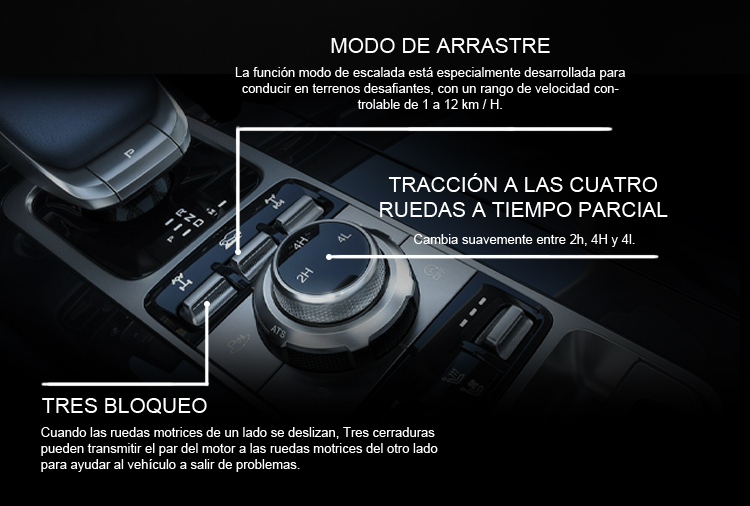 MODO DE ARRASTRE
La función modo de escalada está especialmente desarrollada para
conducir en terrenos desafiantes, con un rango de velocidad con-
trolable de 1 a 12 km / H.
TRACCIÓN A LAS CUATRO
RUEDAS A TIEMPO PARCIAL
Cambia suavemente entre 2h, 4H y 4l.
P
R
N
D
P
4H
4L
2H
ATS
TRES BLOQUEO
Cuando las ruedas motrices de un lado se deslizan, Tres cerraduras
pueden transmitir el par del motor a las ruedas motrices del otro lado
para ayudar al vehículo a salir de problemas.